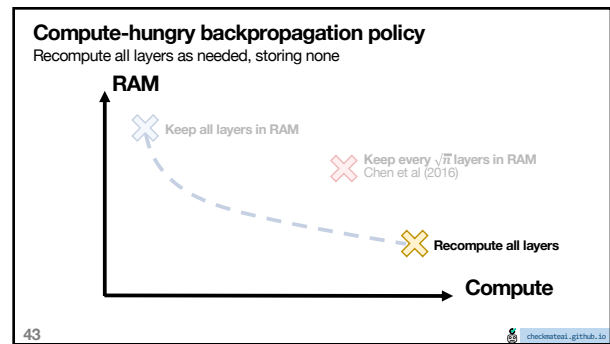 Compute-hungry backpropagation policy
Recompute all layers as needed, storing none
RAM
Keep all layers in RAM
Keep every √n layers in RAM
Chen et al (2016)
Recompute all layers
Compute
43
checkmateai.github.io